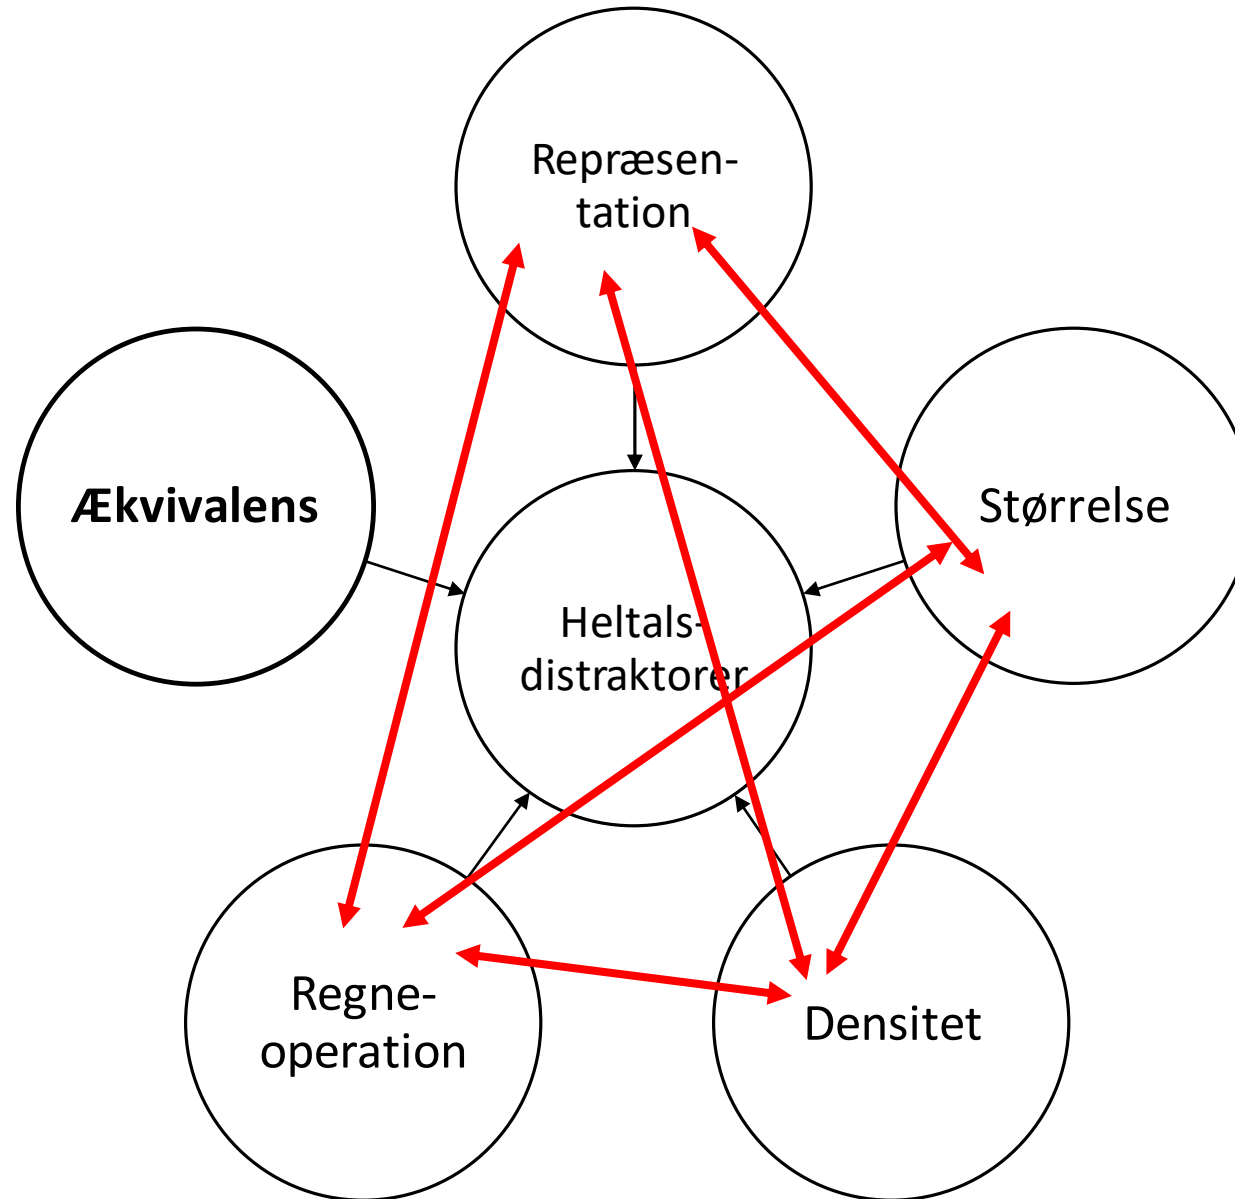 Repræsen-
tation
Ækvivalens
Størrelse
Heltals-
distraktorer
Regne-
operation
Densitet